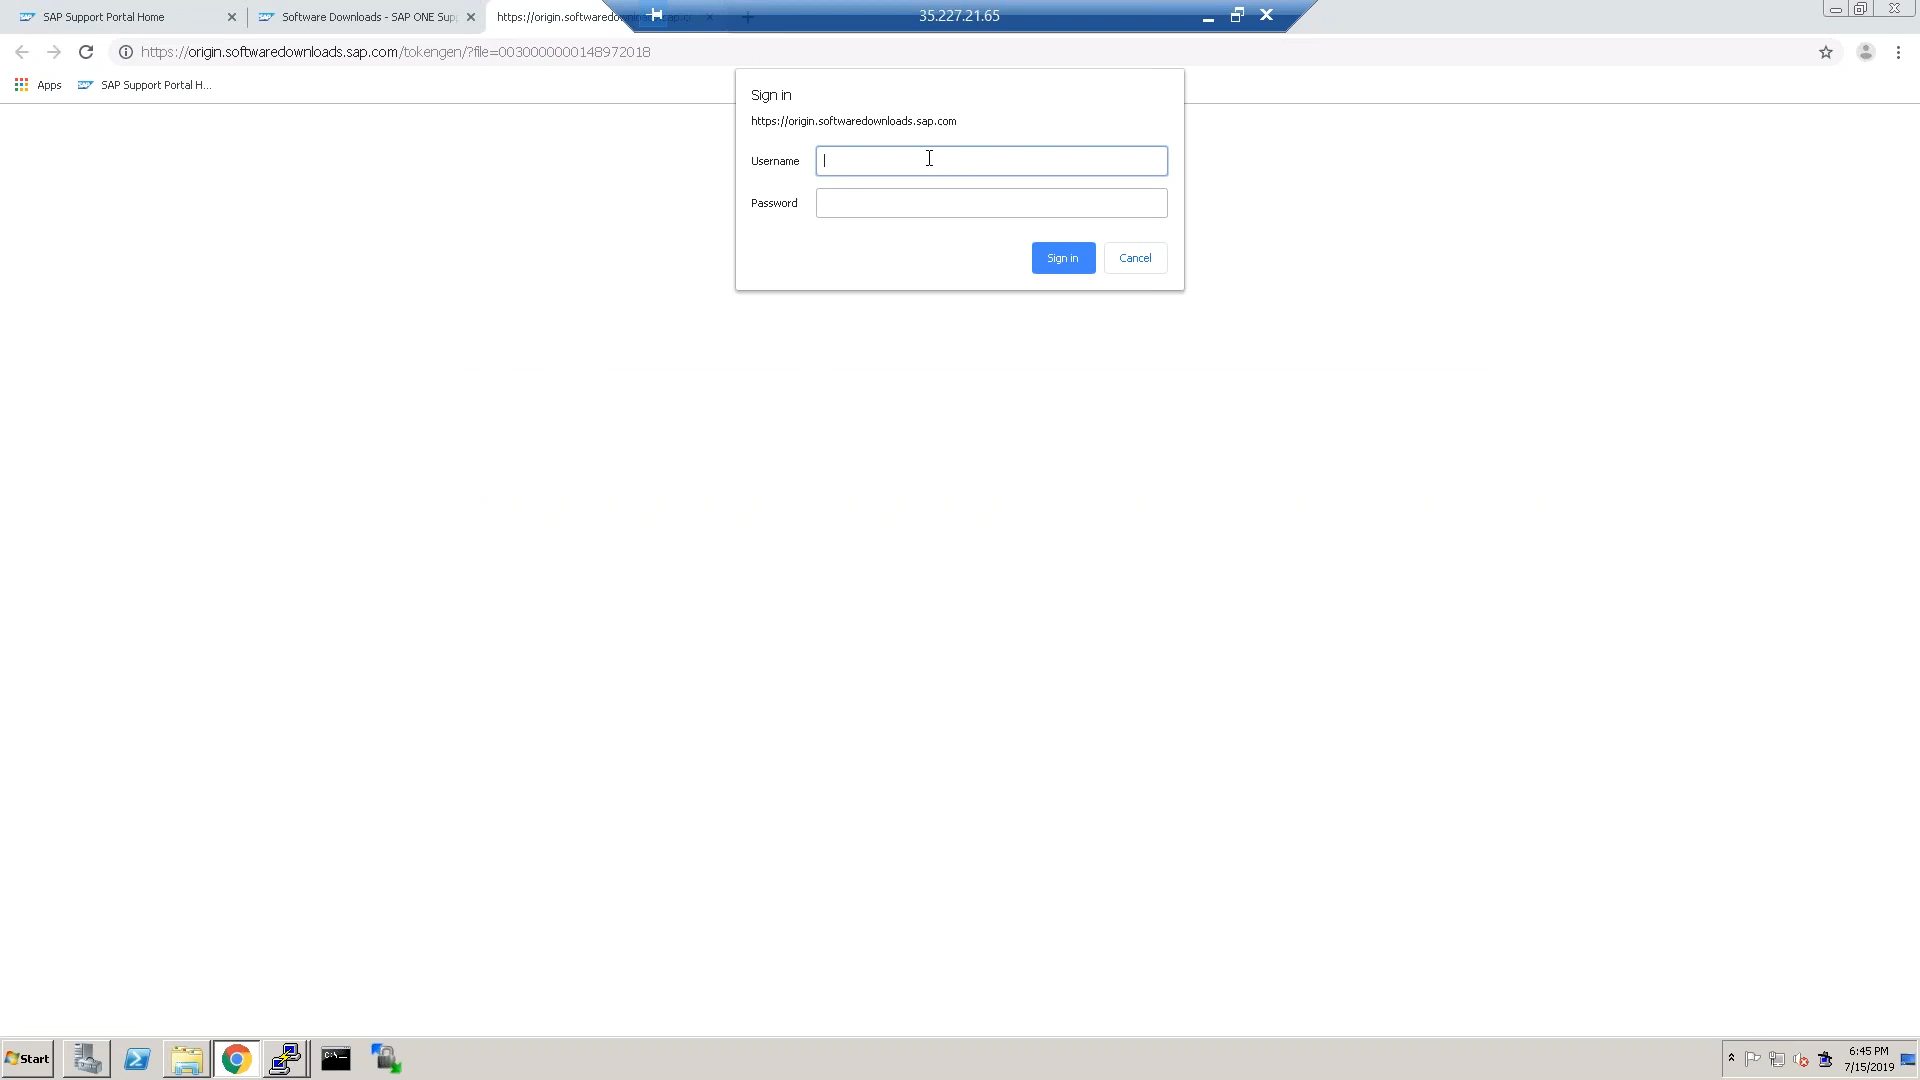 SAP Support Portal Home
Software Downloads - SAP ONE Sup
https://origin.softwaredo
35.227.21.65
https://origin.softwaredownloads.sap.com/tokengen/?file=0030000000148972018
Apps
SAP Support Portal H...
Sign in
https://origin.softwaredownloads.sap.com
Username
Password
Sign in
Cancel
Start
6:45 PM
7/15/2019